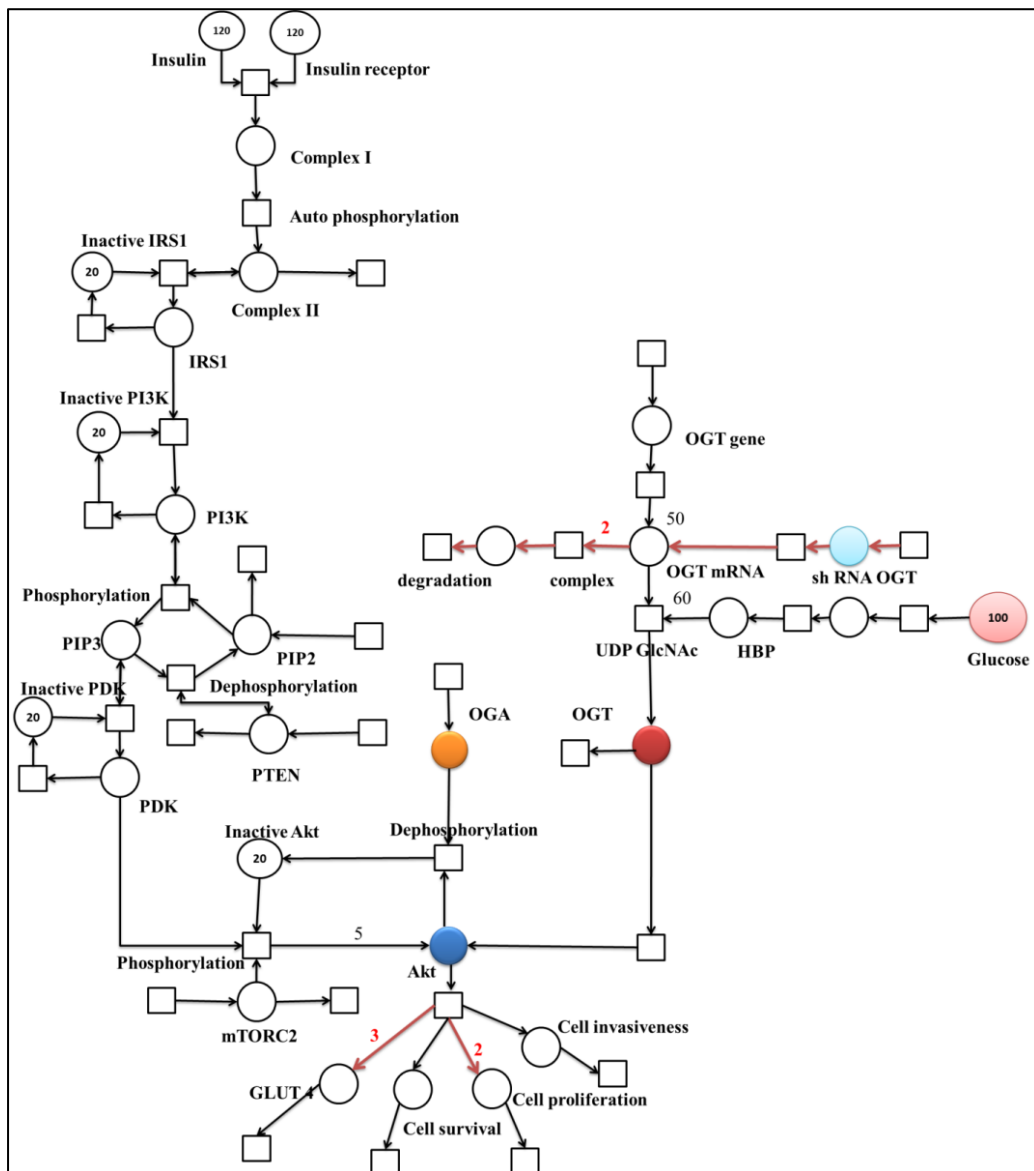 120
120
Insulin
Insulin receptor
Complex I
Auto phosphorylation
Inactive IRS1
20
Complex II
IRS1
Inactive PI3K
20
OGT gene
PI3K
2
50
degradation
complex
OGT mRNA
sh RNA OGT
Phosphorylation
60
100
PIP3
PIP2
UDP GlcNAc
HBP
Glucose
Inactive PDK
Dephosphorylation
20
OGA
OGT
PTEN
PDK
Inactive Akt
Dephosphorylation
20
5
Phosphorylation
Akt
mTORC2
3
2
Cell invasiveness
GLUT 4
Cell proliferation
Cell survival